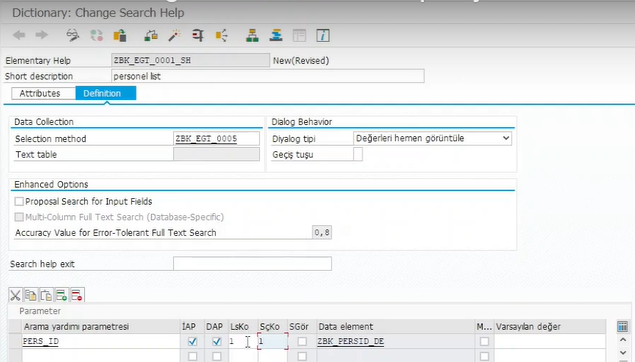 Dictionary: Change Search Help
Elementary Help ZBK_EGT_0001_SH New(Revised)
Short description personel list
Attributes Definition
Data Collection Dialog Behavior
Selection method ZBK_EGT_0005 Diyalog tipi Değerleri hemen görüntüle
Text table Geçiş tuşu
Enhanced Options
Proposal Search for Input Fields
Multi-Column Full Text Search (Database-Specific)
Accuracy Value for Error-Tolerant Full Text Search 0,8
Search help exit
Parameter
Arama yardımı parametresi İAP DAP LsKo SçKo SGör Data element M... Varsayılan değer
PERS_ID 1 1 ZBK_PERSID_DE